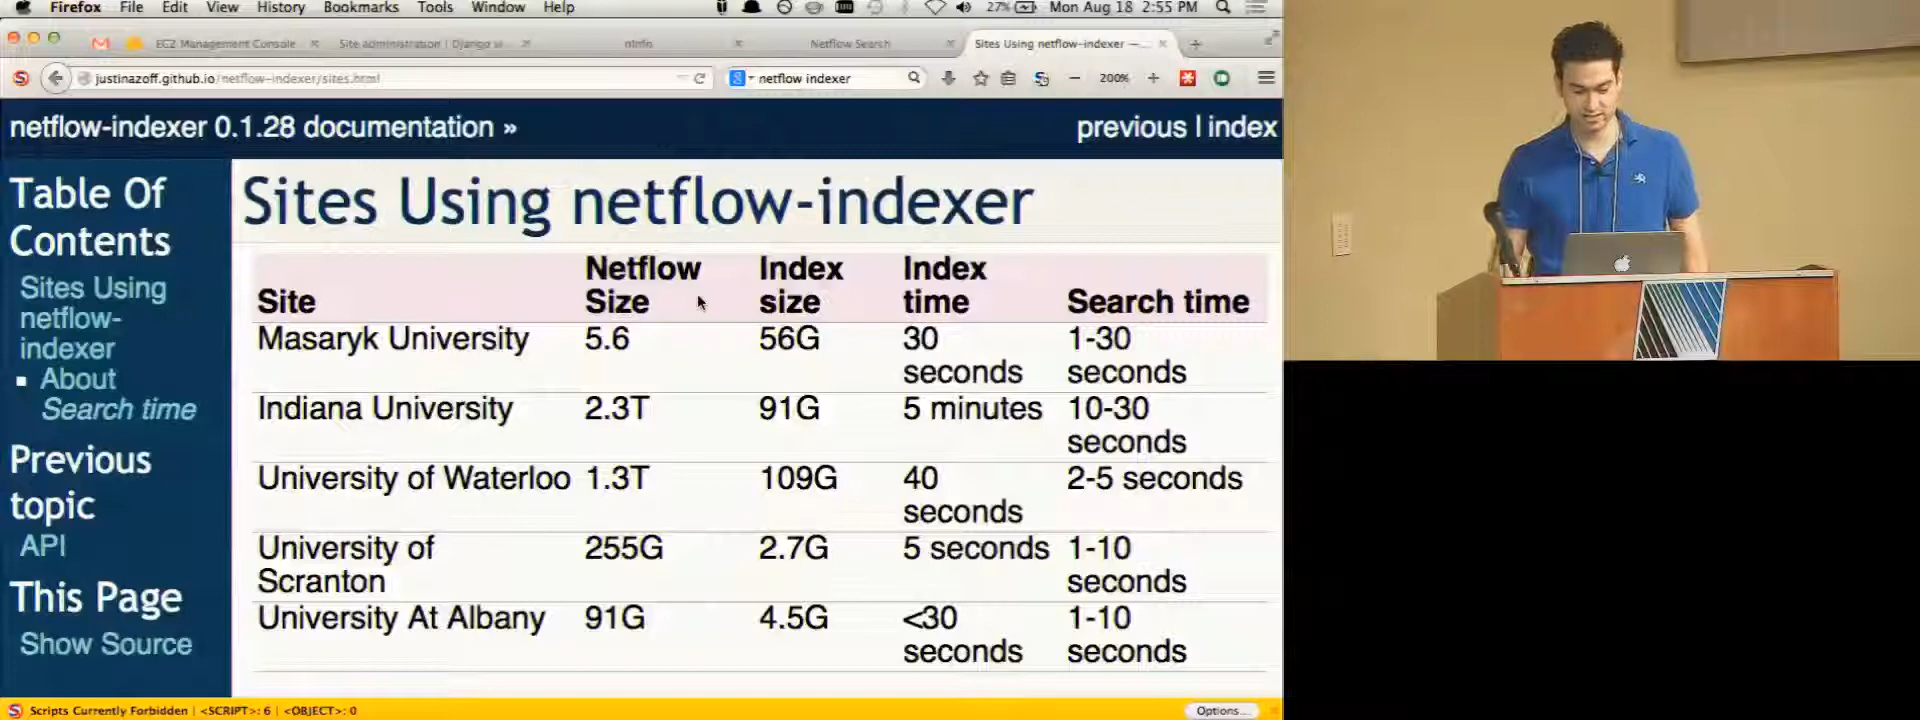 Firefox File Edit View History Bookmarks Tools Window Help 27% Mon Aug 18 2:55 PM
EC2 Management Console Site administration | Django si... nInfo Netflow Search Sites Using netflow-indexer —...
justinazoff.github.io/netflow-indexer/sites.html netflow indexer 200%
netflow-indexer 0.1.28 documentation » previous | index
Table Of
Contents
Sites Using
netflow-
indexer
About
Search time
Previous
topic
API
This Page
Show Source
Sites Using netflow-indexer
Site Netflow Size Index size Index time Search time
Masaryk University 5.6 56G 30 seconds 1-30 seconds
Indiana University 2.3T 91G 5 minutes 10-30 seconds
University of Waterloo 1.3T 109G 40 seconds 2-5 seconds
University of Scranton 255G 2.7G 5 seconds 1-10 seconds
University At Albany 91G 4.5G <30 seconds 1-10 seconds
Scripts Currently Forbidden | <SCRIPT>: 6 | <OBJECT>: 0 Options...